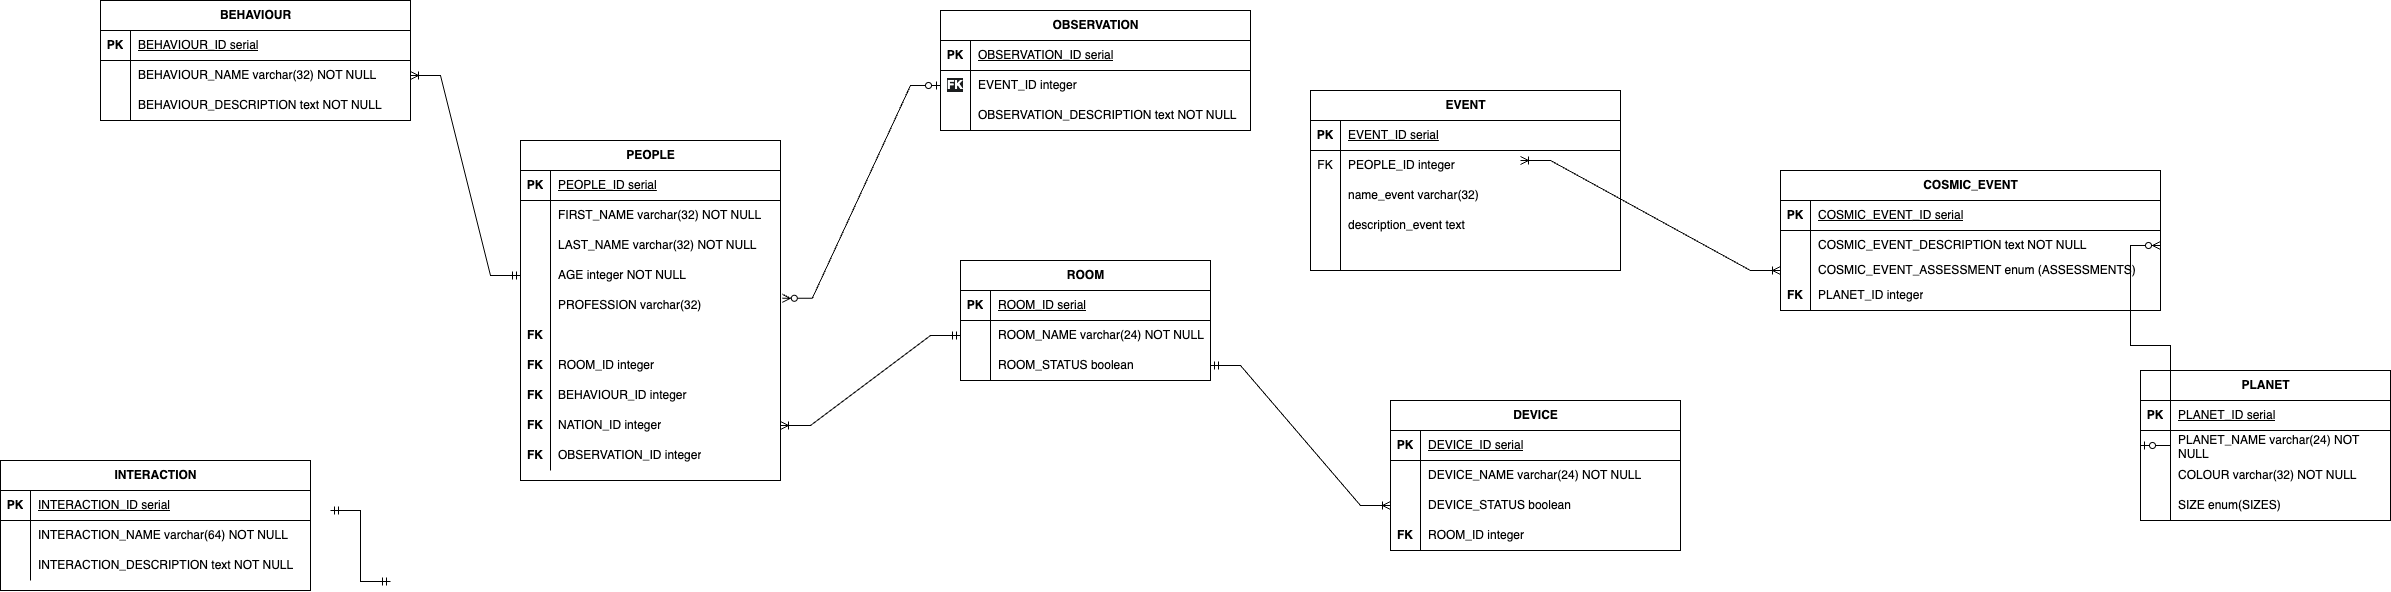 BEHAVIOUR
PK BEHAVIOUR_ID serial
BEHAVIOUR_NAME varchar(32) NOT NULL
BEHAVIOUR_DESCRIPTION text NOT NULL
OBSERVATION
PK OBSERVATION_ID serial
FK EVENT_ID integer
OBSERVATION_DESCRIPTION text NOT NULL
EVENT
PK EVENT_ID serial
FK PEOPLE_ID integer
name_event varchar(32)
description_event text
PEOPLE
PK PEOPLE_ID serial
FIRST_NAME varchar(32) NOT NULL
LAST_NAME varchar(32) NOT NULL
AGE integer NOT NULL
PROFESSION varchar(32)
FK
FK ROOM_ID integer
FK BEHAVIOUR_ID integer
FK NATION_ID integer
FK OBSERVATION_ID integer
COSMIC_EVENT
PK COSMIC_EVENT_ID serial
COSMIC_EVENT_DESCRIPTION text NOT NULL
COSMIC_EVENT_ASSESSMENT enum (ASSESSMENTS)
FK PLANET_ID integer
ROOM
PK ROOM_ID serial
ROOM_NAME varchar(24) NOT NULL
ROOM_STATUS boolean
PLANET
PK PLANET_ID serial
PLANET_NAME varchar(24) NOT
NULL
COLOUR varchar(32) NOT NULL
SIZE enum(SIZES)
DEVICE
PK DEVICE_ID serial
DEVICE_NAME varchar(24) NOT NULL
DEVICE_STATUS boolean
FK ROOM_ID integer
INTERACTION
PK INTERACTION_ID serial
INTERACTION_NAME varchar(64) NOT NULL
INTERACTION_DESCRIPTION text NOT NULL